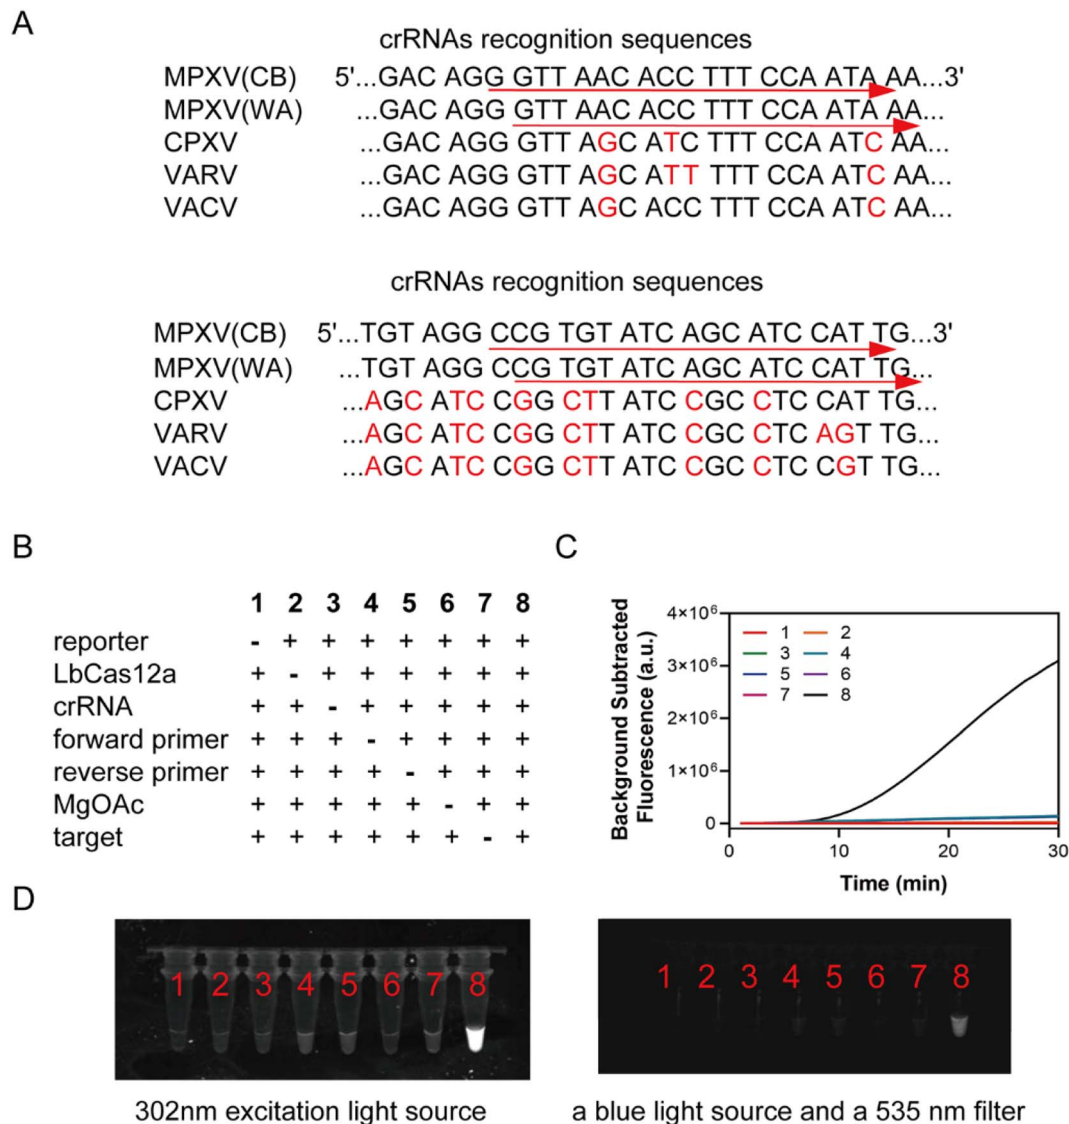 A
crRNAs recognition sequences
MPXV(CB) 5'...GAC AGG GTT AAC ACC TTT CCA ATA AA...3'
MPXV(WA) ...GAC AGG GTT AAC ACC TTT CCA ATA AA...
CPXV ...GAC AGG GTT AGC ATC TTT CCA ATC AA...
VARV ...GAC AGG GTT AGC ATT TTT CCA ATC AA...
VACV ...GAC AGG GTT AGC ACC TTT CCA ATC AA...
crRNAs recognition sequences
MPXV(CB) 5'...TGT AGG CCG TGT ATC AGC ATC CAT TG...3'
MPXV(WA) ...TGT AGG CCG TGT ATC AGC ATC CAT TG...
CPXV ...AGC ATC CGG CTT ATC CGC CTC CAT TG...
VARV ...AGC ATC CGG CTT ATC CGC CTC AGT TG...
VACV ...AGC ATC CGG CTT ATC CGC CTC CGT TG...
B
1 2 3 4 5 6 7 8
reporter - + + + + + + +
LbCas12a + - + + + + + +
crRNA + + - + + + + +
forward primer + + + - + + + +
reverse primer + + + + - + + +
MgOAc + + + + + - + +
target + + + + + + - +
C
Background Subtracted
Fluorescence (a.u.)
4×10⁶
3×10⁶
2×10⁶
1×10⁶
0
1 2
3 4
5 6
7 8
0 10 20 30
Time (min)
D
1 2 3 4 5 6 7 8
302nm excitation light source
1 2 3 4 5 6 7 8
a blue light source and a 535 nm filter